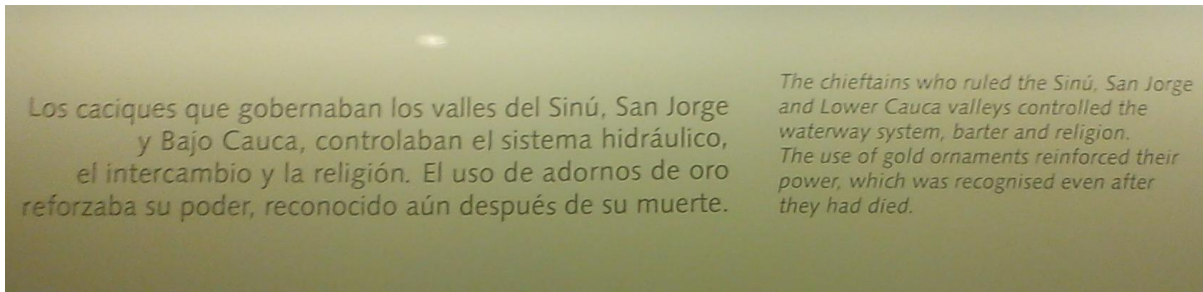 Los caciques que gobernaban los valles del Sinú, San Jorge
y Bajo Cauca, controlaban el sistema hidráulico,
el intercambio y la religión. El uso de adornos de oro
reforzaba su poder, reconocido aún después de su muerte.
The chieftains who ruled the Sinú, San Jorge
and Lower Cauca valleys controlled the
waterway system, barter and religion.
The use of gold ornaments reinforced their
power, which was recognised even after
they had died.